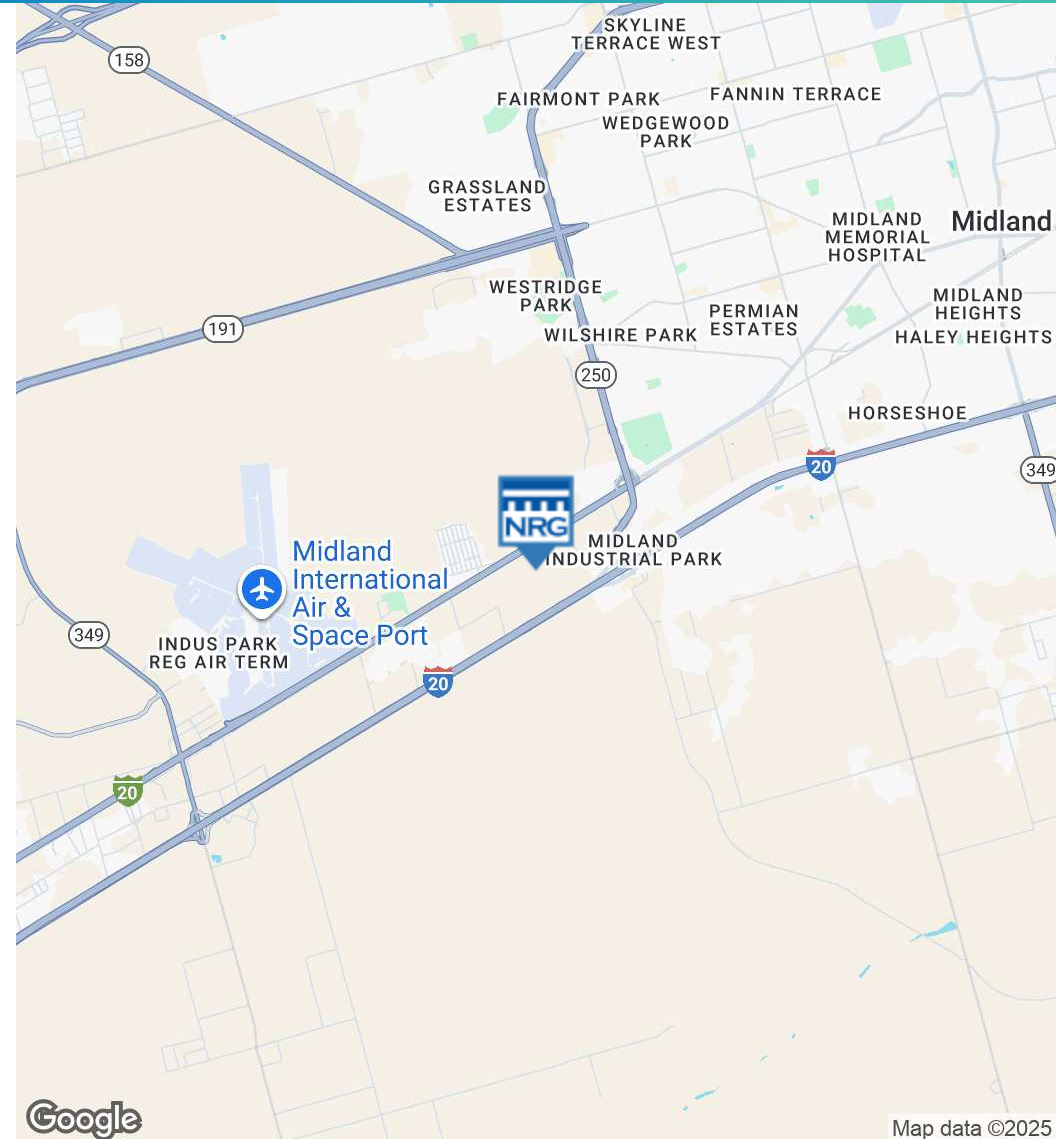 SKYLINE
TERRACE WEST
158
FAIRMONT PARK
FANNIN TERRACE
WEDGEWOOD
PARK
GRASSLAND
ESTATES
MIDLAND
MEMORIAL
HOSPITAL
Midland
WESTRIDGE
PARK
PERMIAN
ESTATES
MIDLAND
HEIGHTS
191
WILSHIRE PARK
HALEY HEIGHTS
250
HORSESHOE
20
349
NRG
MIDLAND
INDUSTRIAL PARK
Midland
International
Air &
Space Port
349
INDUS PARK
REG AIR TERM
20
20
Google
Map data ©2025